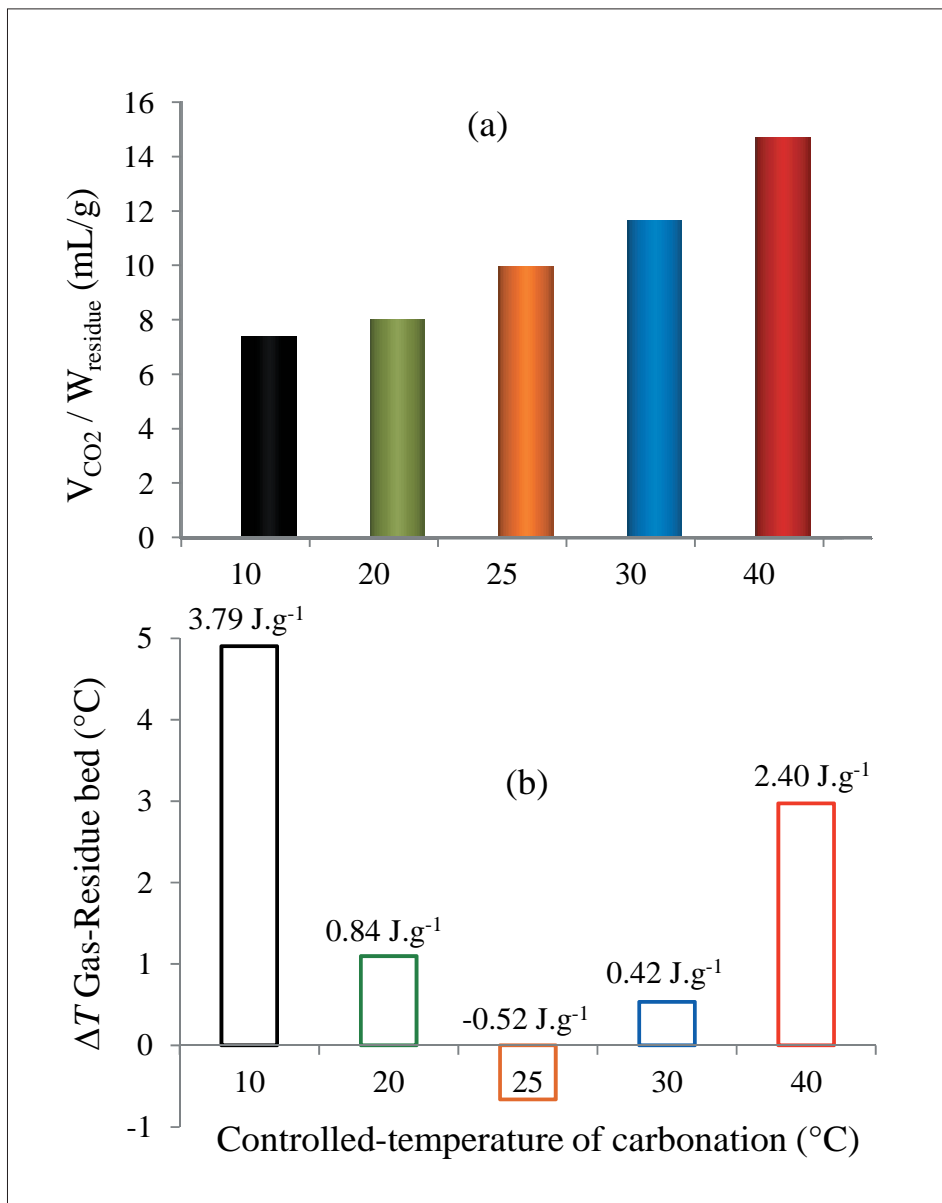 (a)
V_CO2 / W_residue (mL/g)
16
14
12
10
8
6
4
2
0
10 20 25 30 40
(b)
ΔT Gas-Residue bed (°C)
5
4
3
2
1
0
-1
3.79 J.g⁻¹
0.84 J.g⁻¹
-0.52 J.g⁻¹
0.42 J.g⁻¹
2.40 J.g⁻¹
10 20 25 30 40
Controlled-temperature of carbonation (°C)